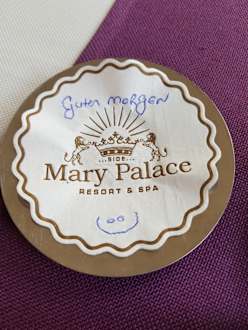 Guten morgen
...SIDE...
Mary Palace
RESORT & SPA